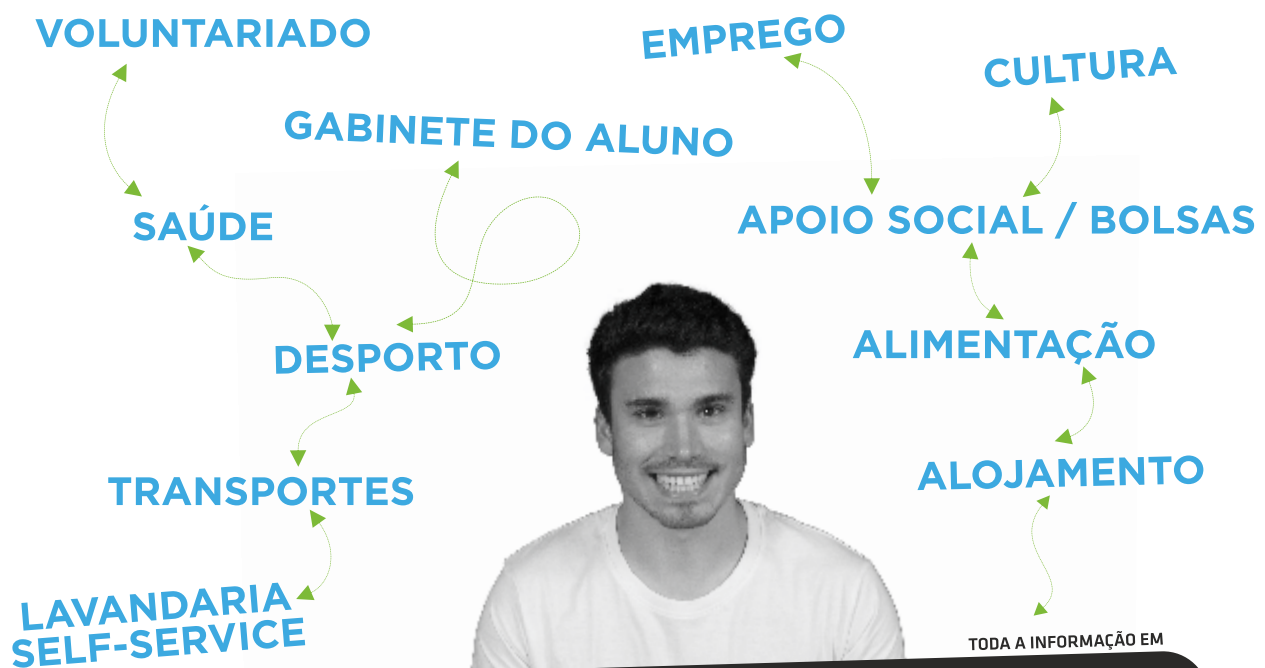 VOLUNTARIADO
EMPREGO
CULTURA
GABINETE DO ALUNO
SAÚDE
APOIO SOCIAL / BOLSAS
DESPORTO
ALIMENTAÇÃO
TRANSPORTES
ALOJAMENTO
LAVANDARIA
SELF-SERVICE
TODA A INFORMAÇÃO EM